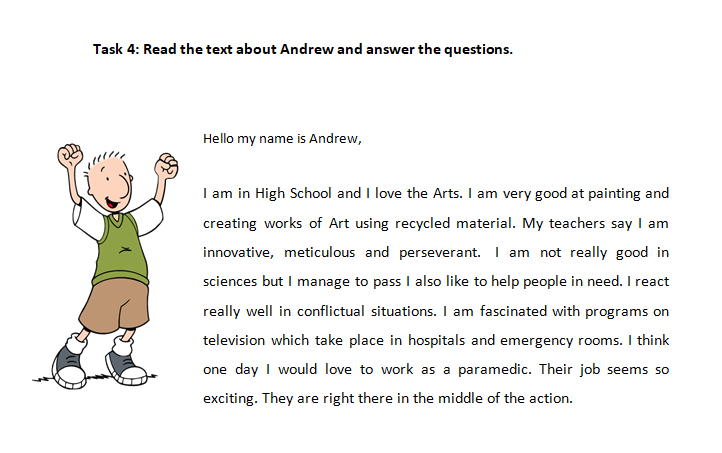 Task 4: Read the text about Andrew and answer the questions.
Hello my name is Andrew,
I am in High School and I love the Arts. I am very good at painting and
creating works of Art using recycled material. My teachers say I am
innovative, meticulous and perseverant. I am not really good in
sciences but I manage to pass I also like to help people in need. I react
really well in conflictual situations. I am fascinated with programs on
television which take place in hospitals and emergency rooms. I think
one day I would love to work as a paramedic. Their job seems so
exciting. They are right there in the middle of the action.